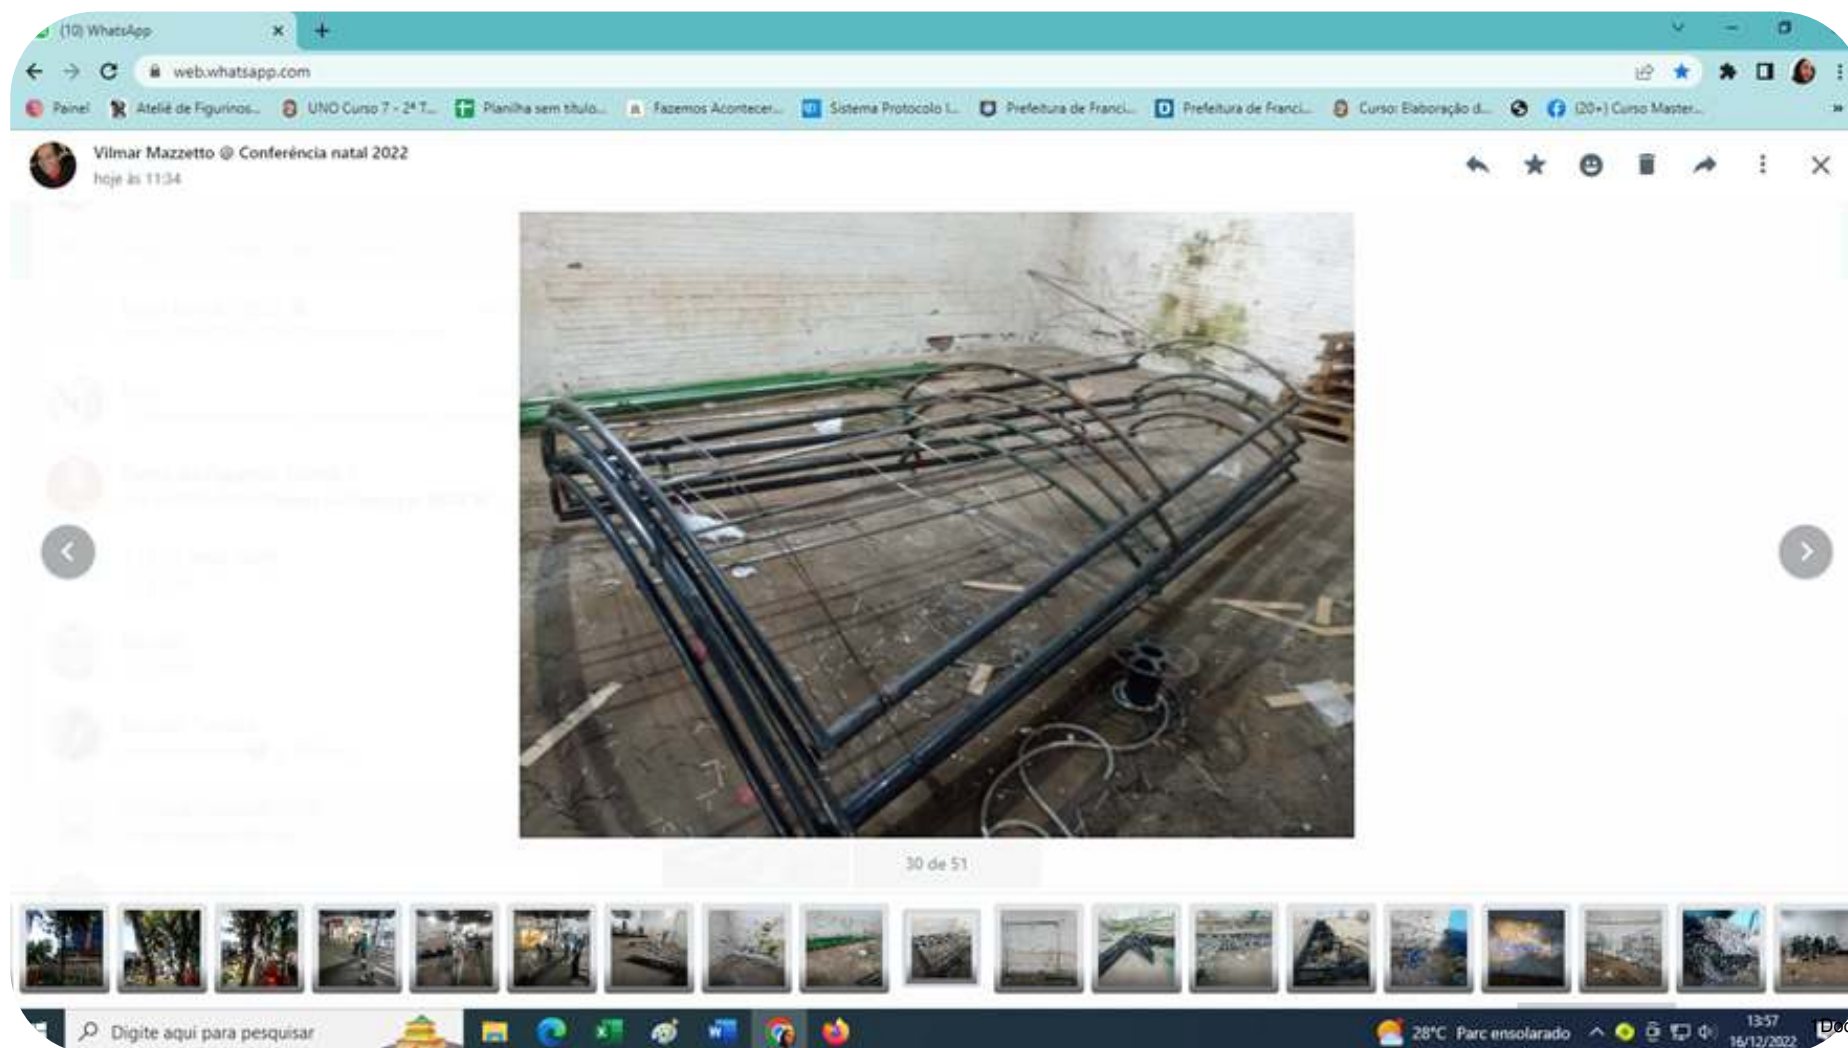 (10) WhatsApp
web.whatsapp.com
Painel Ateliê de Figurinos... UNO Curso 7 - 2ª T... Planilha sem título... Fazemos Acontecer... Sistema Protocolo I... Prefeitura de Franci... Prefeitura de Franci... Curso: Elaboração d... (20+) Curso Master...
Vilmar Mazzetto @ Conferência natal 2022
hoje às 11:34
30 de 51
Digite aqui para pesquisar
28°C Parc ensolarado
13:57
16/12/2022